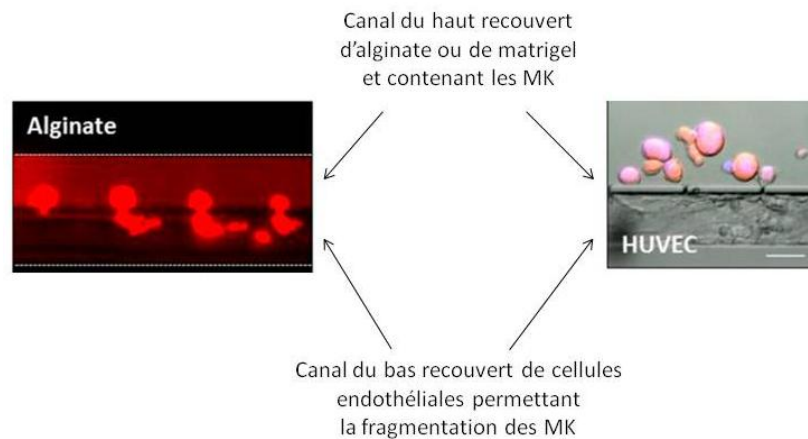 Canal du haut recouvert
d'alginate ou de matrigel
et contenant les MK
Alginate
HUVEC
Canal du bas recouvert de cellules
endothéliales permettant
la fragmentation des MK